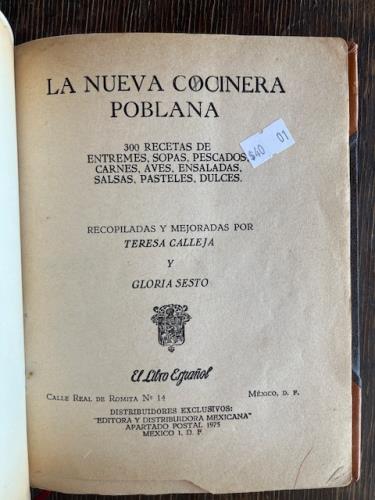 LA NUEVA COCINERA
POBLANA
300 RECETAS DE
ENTREMES, SOPAS, PESCADOS,
CARNES, AVES, ENSALADAS,
SALSAS, PASTELES, DULCES.
$40 01
RECOPILADAS Y MEJORADAS POR
TERESA CALLEJA
Y
GLORIA SESTO
El Libro Español
CALLE REAL DE ROMITA Nº 14 MÉXICO, D. F.
DISTRIBUIDORES EXCLUSIVOS:
"EDITORA Y DISTRIBUIDORA MEXICANA"
APARTADO POSTAL 1975
MEXICO 1, D. F.